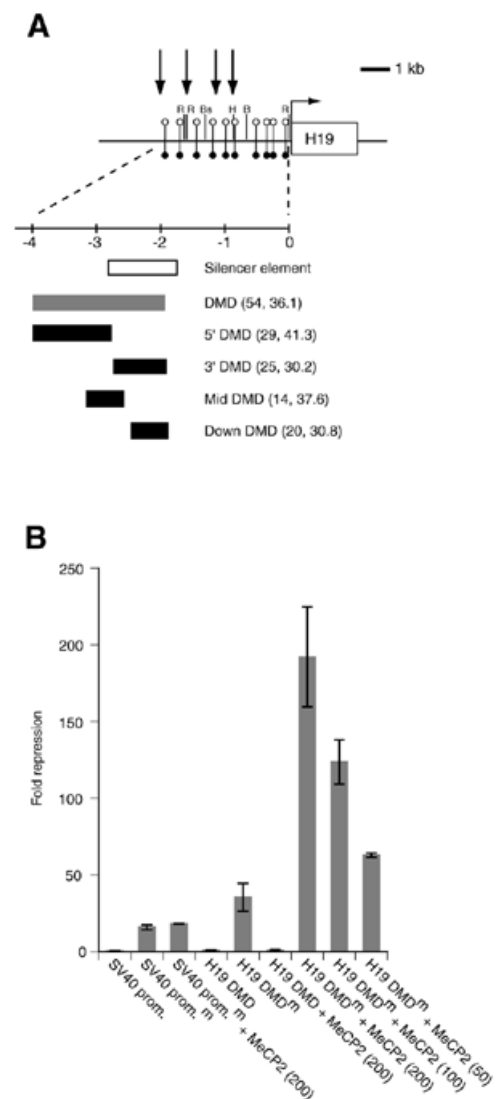 A
1 kb
R R Bs H B R
H19
-4 -3 -2 -1 0
Silencer element
DMD (54, 36.1)
5' DMD (29, 41.3)
3' DMD (25, 30.2)
Mid DMD (14, 37.6)
Down DMD (20, 30.8)
B
Fold repression
250
200
150
100
50
0
SV40 prom.
SV40 prom. m
SV40 prom. m + MeCP2 (200)
H19 DMD
H19 DMDm
H19 DMD + MeCP2 (200)
H19 DMDm + MeCP2 (200)
H19 DMDm + MeCP2 (100)
H19 DMDm + MeCP2 (50)